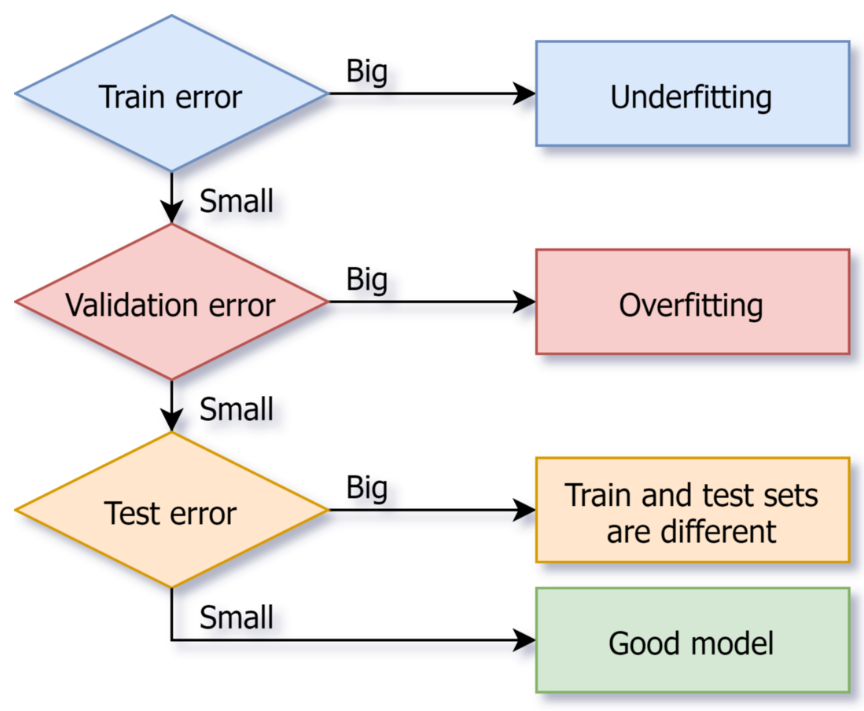 Train error
Big
Underfitting
Small
Validation error
Big
Overfitting
Small
Test error
Big
Train and test sets
are different
Small
Good model